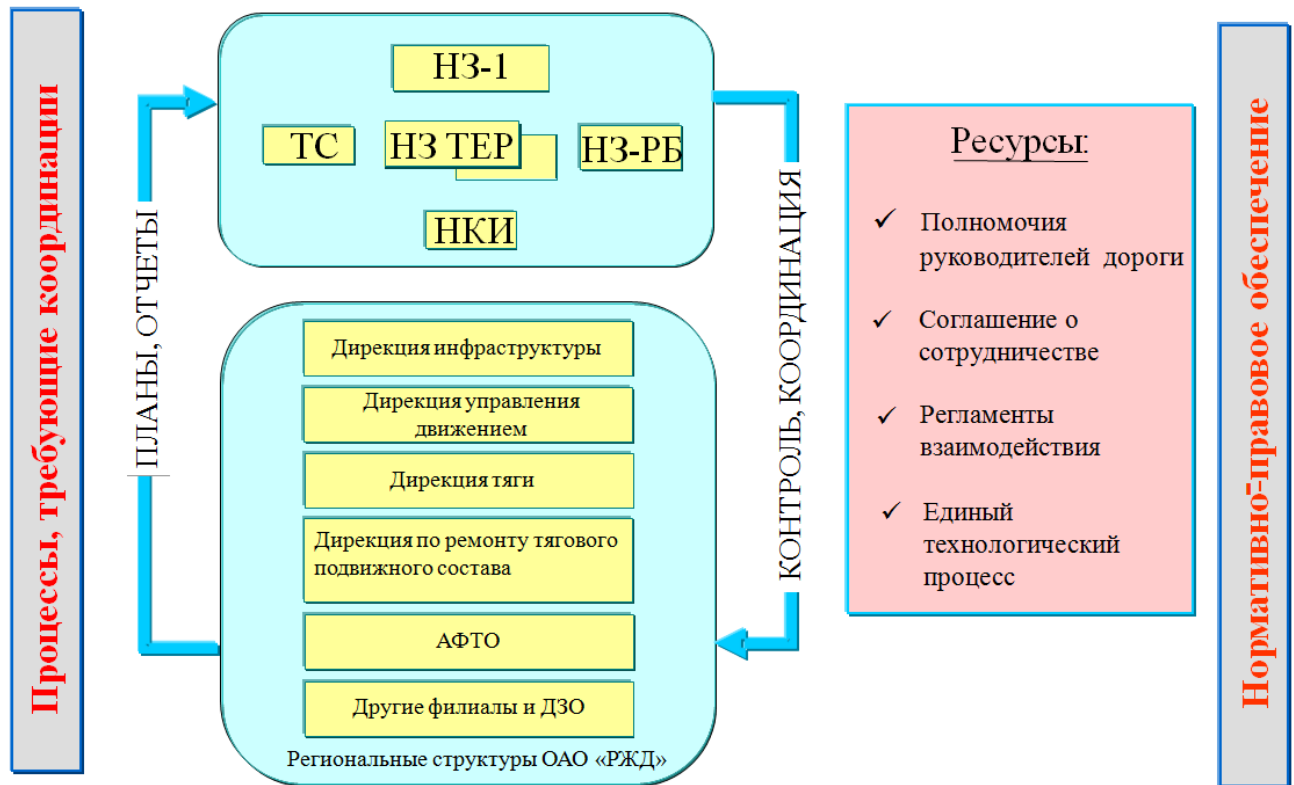 Процессы, требующие координации
ПЛАНЫ, ОТЧЕТЫ
НЗ-1
ТС
НЗ ТЕР
НЗ-РБ
НКИ
Дирекция инфраструктуры
Дирекция управления
движением
Дирекция тяги
Дирекция по ремонту тягового
подвижного состава
АФТО
Другие филиалы и ДЗО
Региональные структуры ОАО «РЖД»
КОНТРОЛЬ, КООРДИНАЦИЯ
Ресурсы:
✓ Полномочия
руководителей дороги
✓ Соглашение о
сотрудничестве
✓ Регламенты
взаимодействия
✓ Единый
технологический
процесс
Нормативно-правовое обеспечение